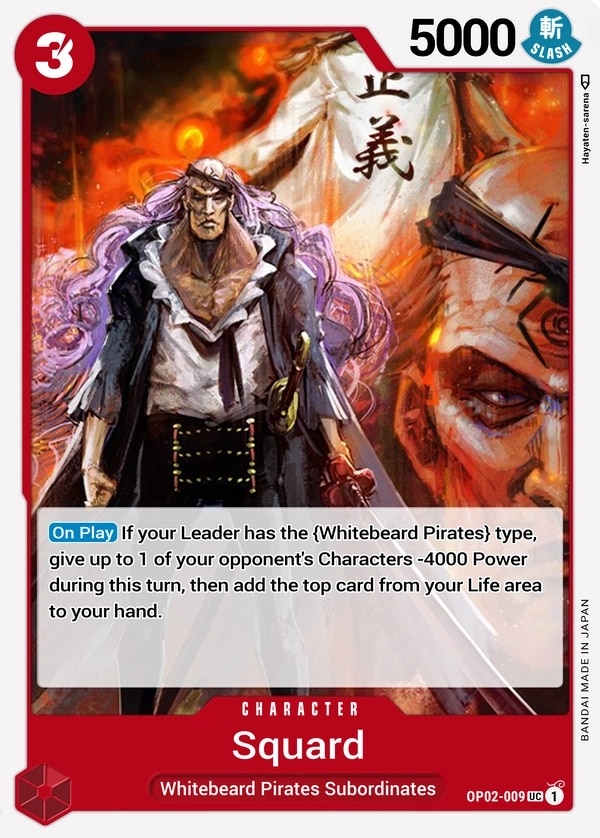 3
5000
斬
SLASH
正
義
Hayaten-sarena
On Play If your Leader has the {Whitebeard Pirates} type,
give up to 1 of your opponent's Characters -4000 Power
during this turn, then add the top card from your Life area
to your hand.
BANDAI MADE IN JAPAN
CHARACTER
Squard
Whitebeard Pirates Subordinates
OP02-009 UC 1